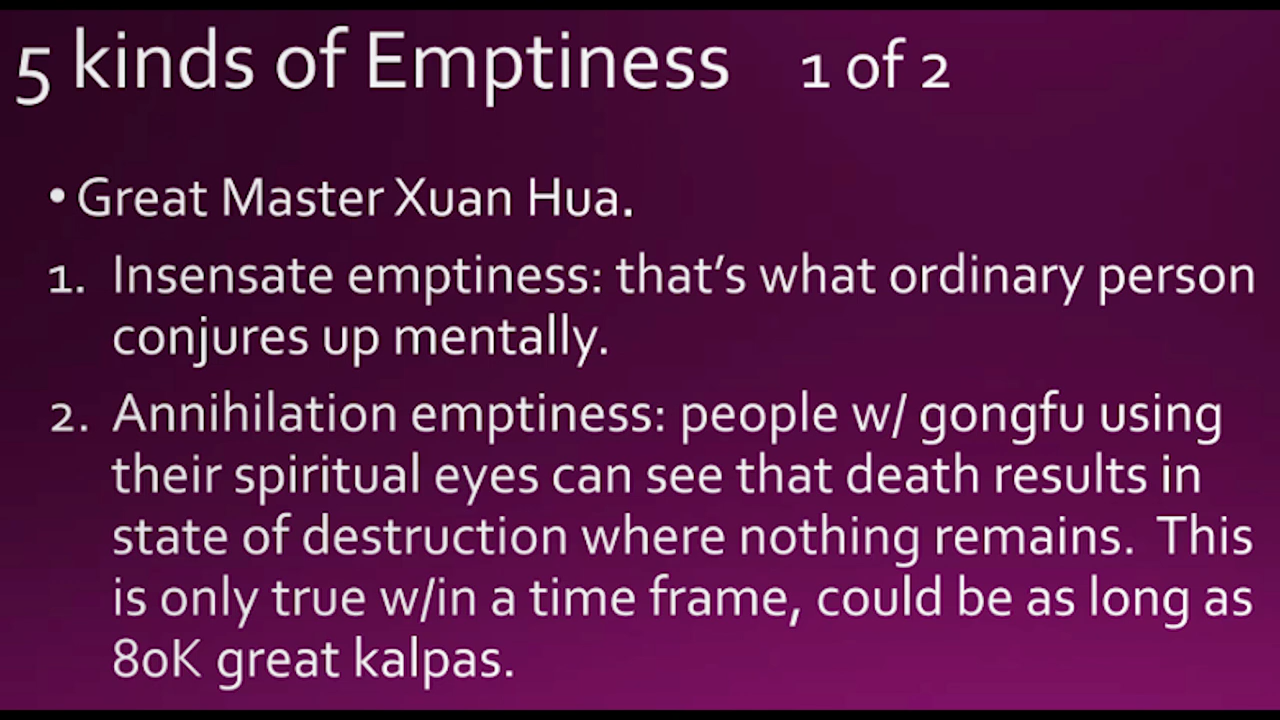 5 kinds of Emptiness 1 of 2
• Great Master Xuan Hua.
1. Insensate emptiness: that's what ordinary person
conjures up mentally.
2. Annihilation emptiness: people w/ gongfu using
their spiritual eyes can see that death results in
state of destruction where nothing remains. This
is only true w/in a time frame, could be as long as
80K great kalpas.